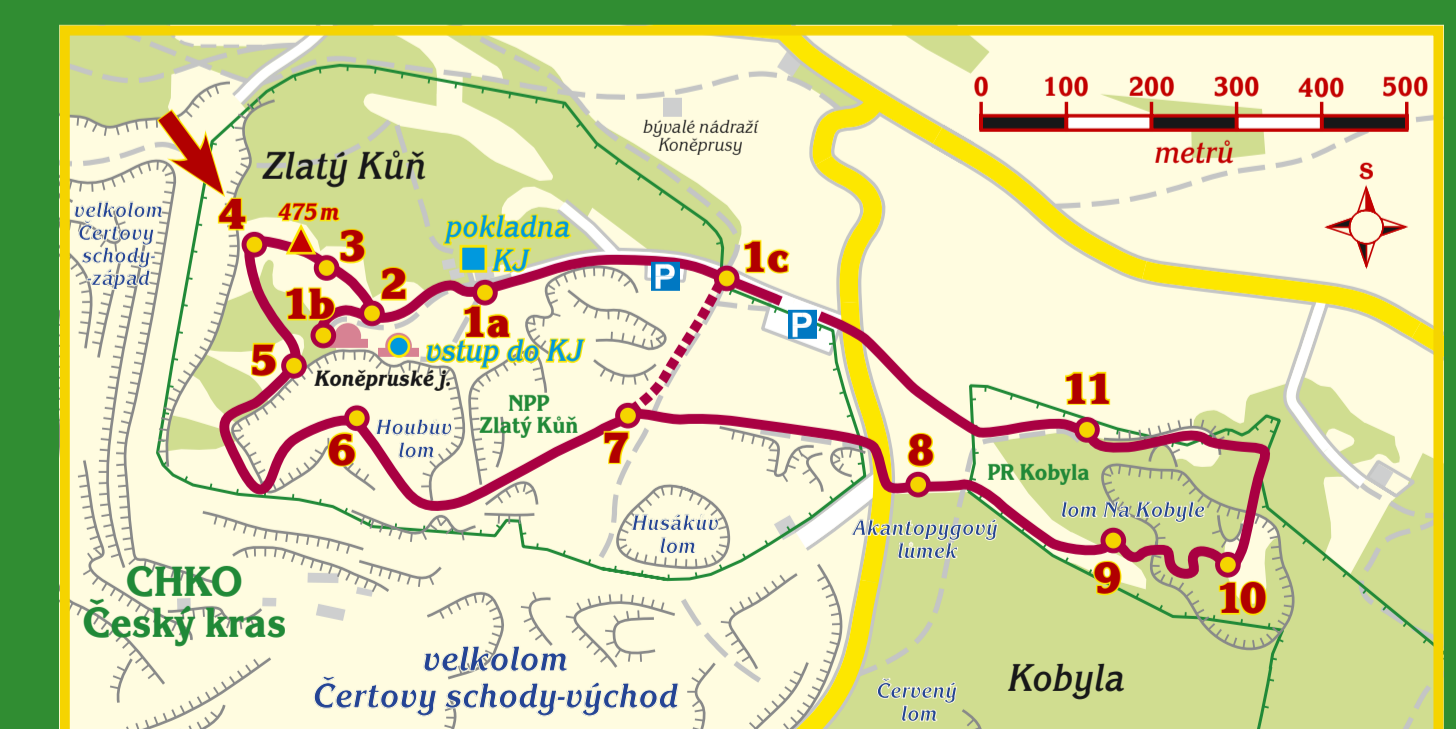 0 100 200 300 400 500
metrů
S
bývalé nádraží
Koněprusy
Zlatý Kůň
4
475 m
3
velkolom
Čertovy
schody-
-západ
pokladna
KJ
P
1c
2
1b
1a
P
vstup do KJ
5
Koněpruské j.
NPP
Zlatý Kůň
11
6
Houbuv
lom
7
8
PR Kobyla
lom Na Kobyle
Husákuv
lom
Akantopygový
lůmek
9
10
CHKO
Český kras
velkolom
Čertovy schody-východ
Kobyla
Červený
lom